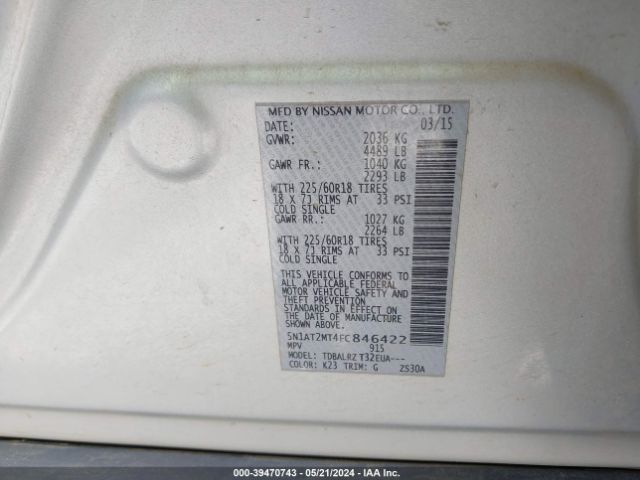 MFD BY NISSAN MOTOR CO., LTD.
DATE: 03/15
GVWR: 2036 KG
4489 LB
GAWR FR.: 1040 KG
2293 LB
WITH 225/60R18 TIRES
18 X 7J RIMS AT 33 PSI
COLD SINGLE
GAWR RR.: 1027 KG
2264 LB
WITH 225/60R18 TIRES
18 X 7J RIMS AT 33 PSI
COLD SINGLE
THIS VEHICLE CONFORMS TO
ALL APPLICABLE FEDERAL
MOTOR VEHICLE SAFETY AND
THEFT PREVENTION
STANDARDS IN EFFECT ON
THE DATE OF MANUFACTURE
SHOWN ABOVE.
5N1AT2MT4FC846422
MPV 915
MODEL: TDBALRZ T32EUA---
COLOR: K23 TRIM: G ZS30A
000-39470743 - 05/21/2024 - IAA Inc.